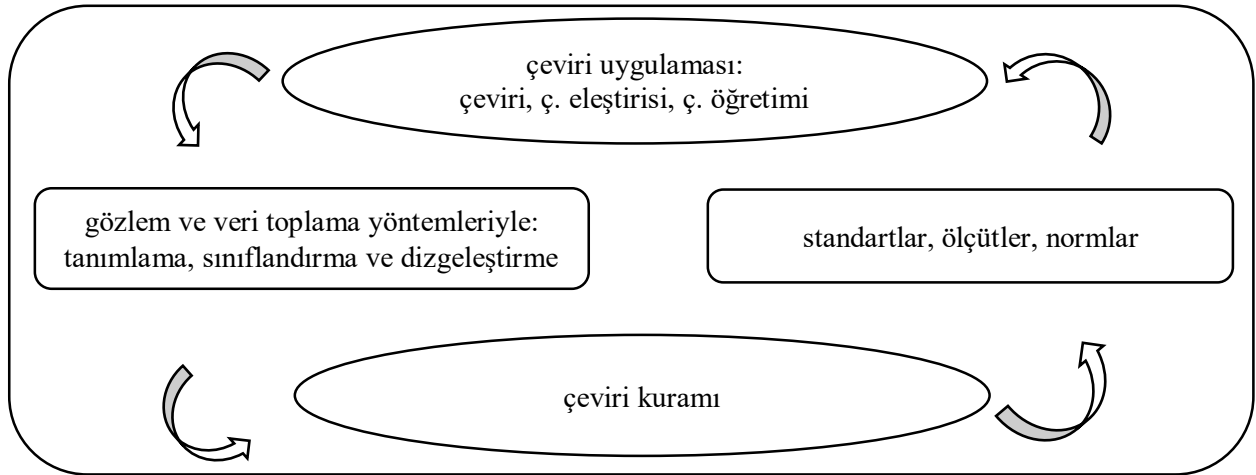 çeviri uygulaması:
çeviri, ç. eleştirisi, ç. öğretimi
gözlem ve veri toplama yöntemleriyle:
tanımlama, sınıflandırma ve dizgeleştirme
standartlar, ölçütler, normlar
çeviri kuramı